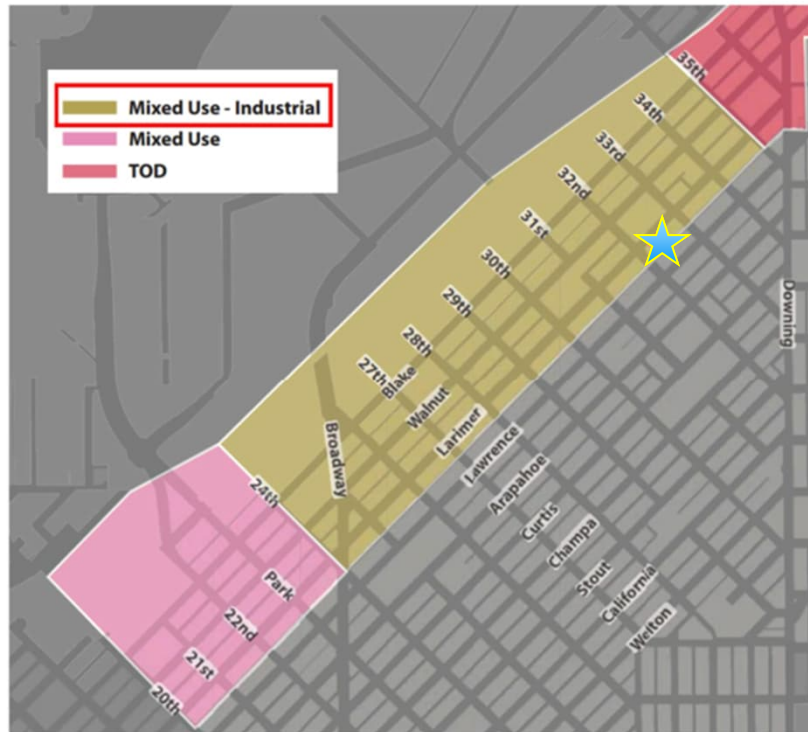 Mixed Use - Industrial
Mixed Use
TOD
35th
34th
33rd
32nd
31st
30th
29th
28th
27th
Blake
Walnut
Larimer
Lawrence
Arapahoe
Curtis
Champa
Stout
California
Welton
Downing
Broadway
24th
Park
22nd
21st
20th